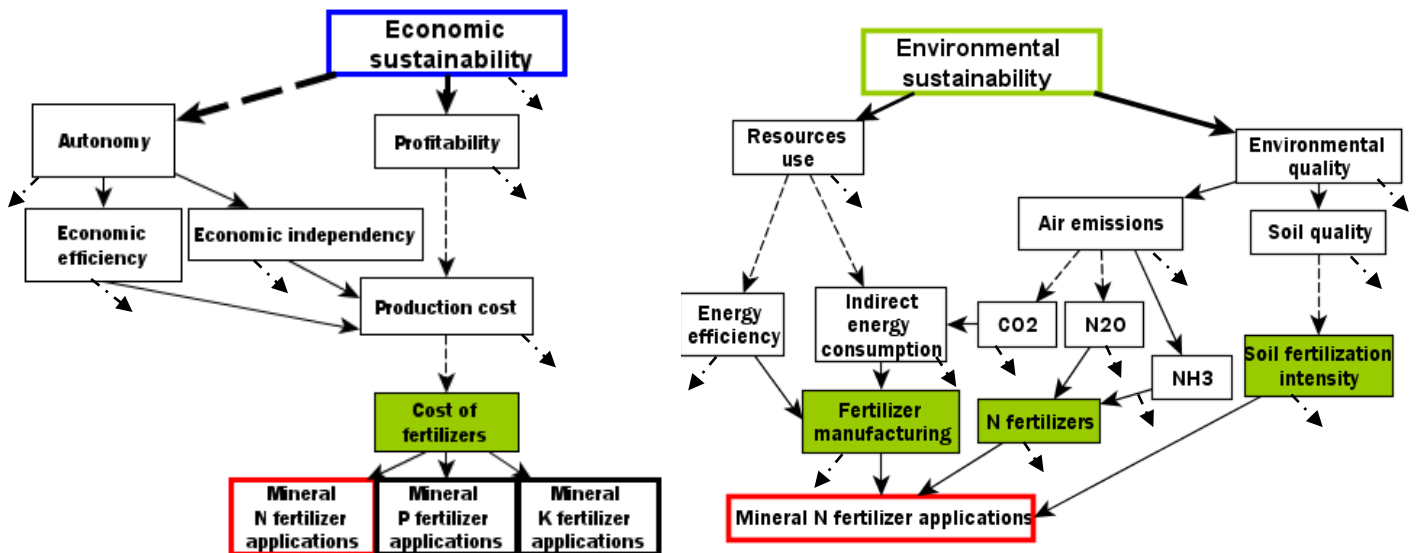 Economic
sustainability
Autonomy
Profitability
Economic
efficiency
Economic independency
Production cost
Cost of
fertilizers
Mineral
N fertilizer
applications
Mineral
P fertilizer
applications
Mineral
K fertilizer
applications
Environmental
sustainability
Resources
use
Environmental
quality
Air emissions
Soil quality
Energy
efficiency
Indirect
energy
consumption
CO2
N2O
NH3
Soil fertilization
intensity
Fertilizer
manufacturing
N fertilizers
Mineral N fertilizer applications